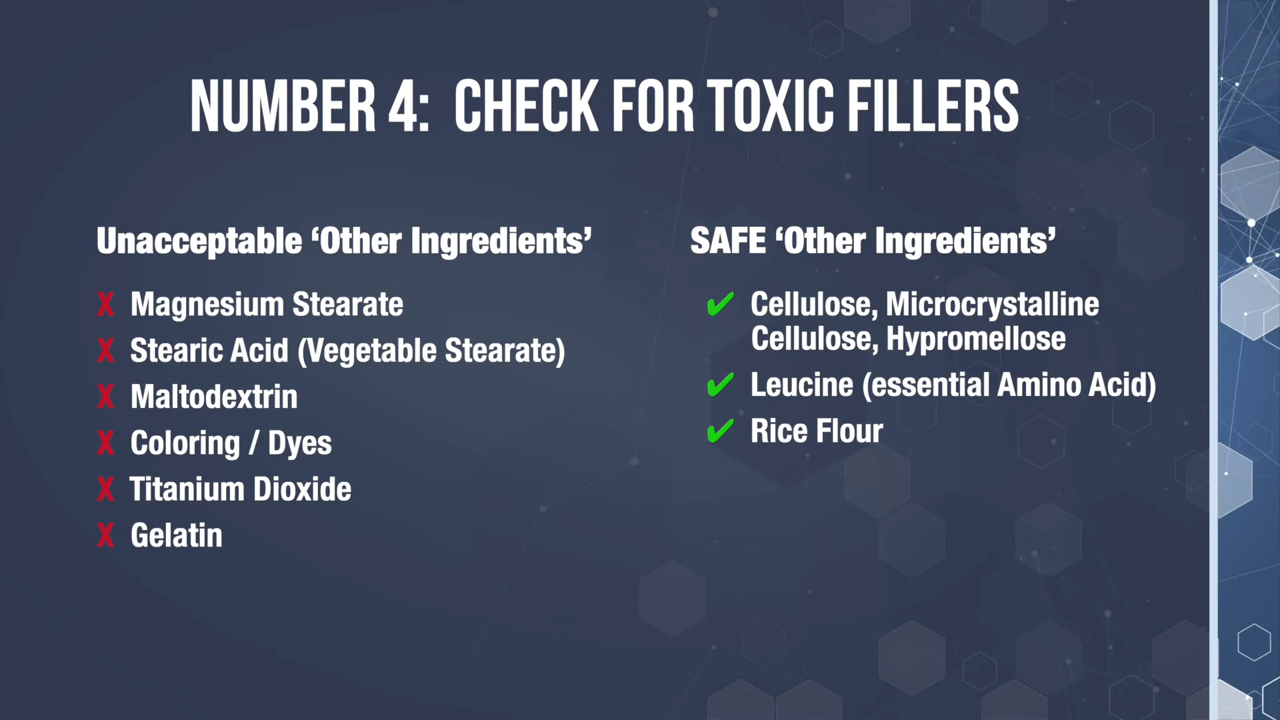 NUMBER 4: CHECK FOR TOXIC FILLERS
Unacceptable ‘Other Ingredients’
X Magnesium Stearate
X Stearic Acid (Vegetable Stearate)
X Maltodextrin
X Coloring / Dyes
X Titanium Dioxide
X Gelatin
SAFE ‘Other Ingredients’
✔ Cellulose, Microcrystalline
Cellulose, Hypromellose
✔ Leucine (essential Amino Acid)
✔ Rice Flour